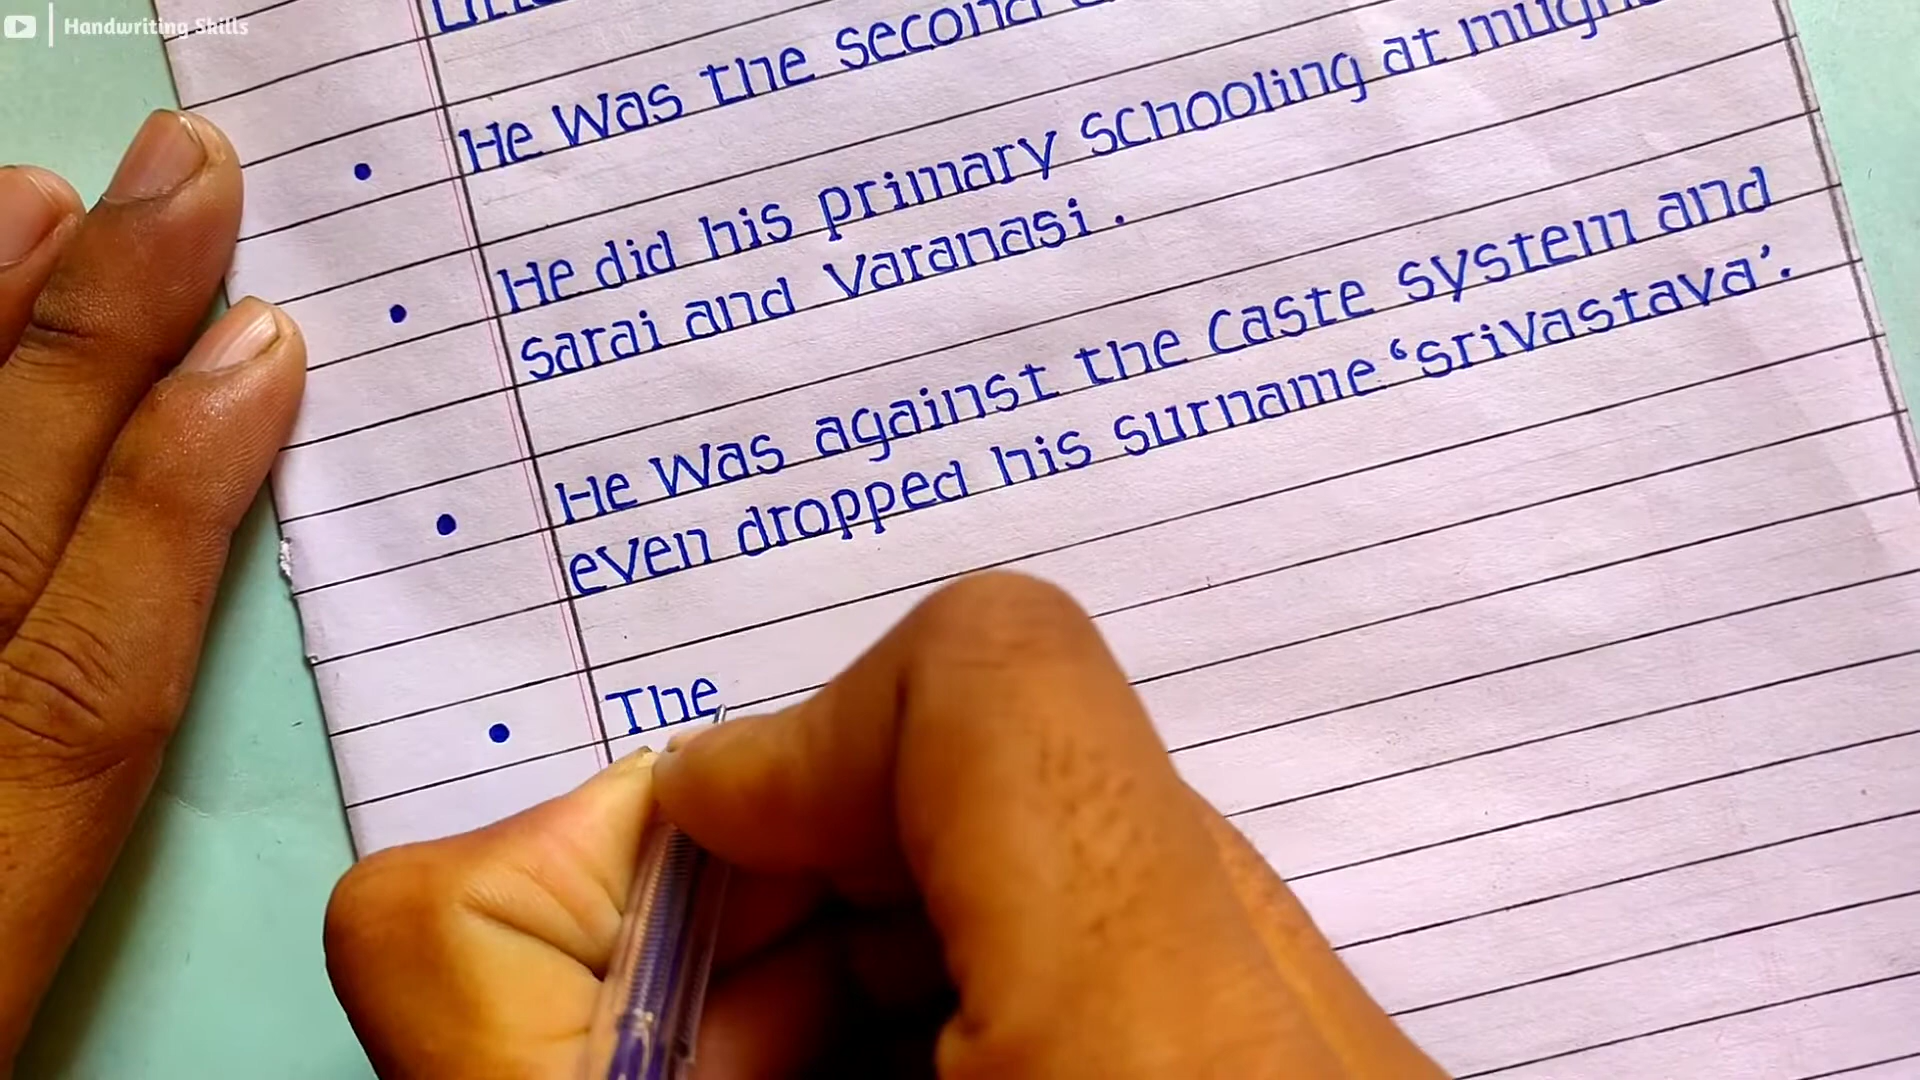 Handwriting Skills
He Was the second
He did his primary Schooling at
Sarai and Varanasi.
He Was against the Caste System and
even dropped his surname ‘Srivastava’.
The